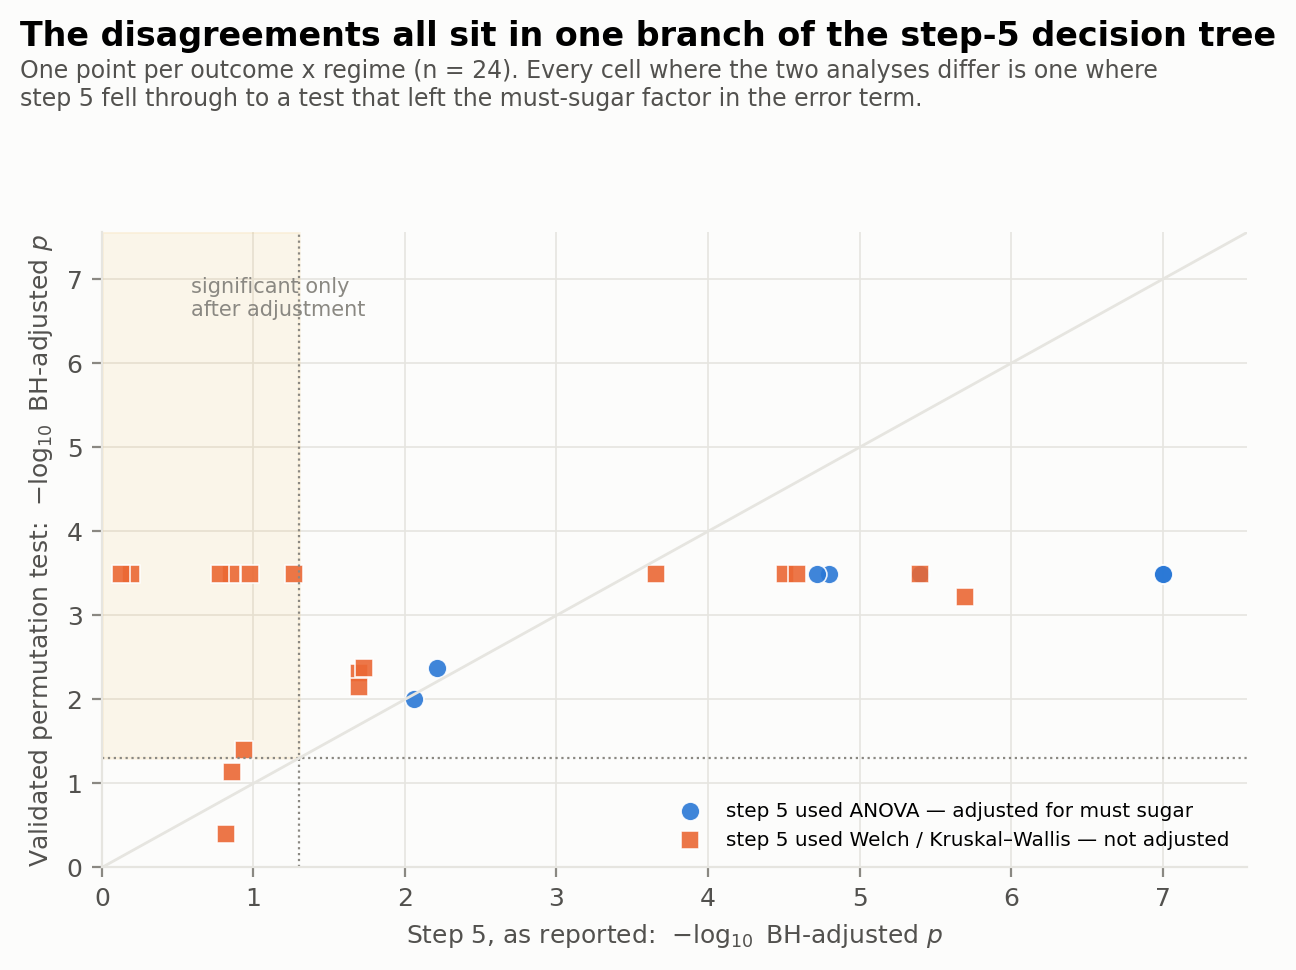 The disagreements all sit in one branch of the step-5 decision tree
One point per outcome x regime (n = 24). Every cell where the two analyses differ is one where
step 5 fell through to a test that left the must-sugar factor in the error term.
significant only
after adjustment
Validated permutation test: −log₁₀ BH-adjusted p
7
6
5
4
3
2
1
0
step 5 used ANOVA — adjusted for must sugar
step 5 used Welch / Kruskal–Wallis — not adjusted
0 1 2 3 4 5 6 7
Step 5, as reported: −log₁₀ BH-adjusted p